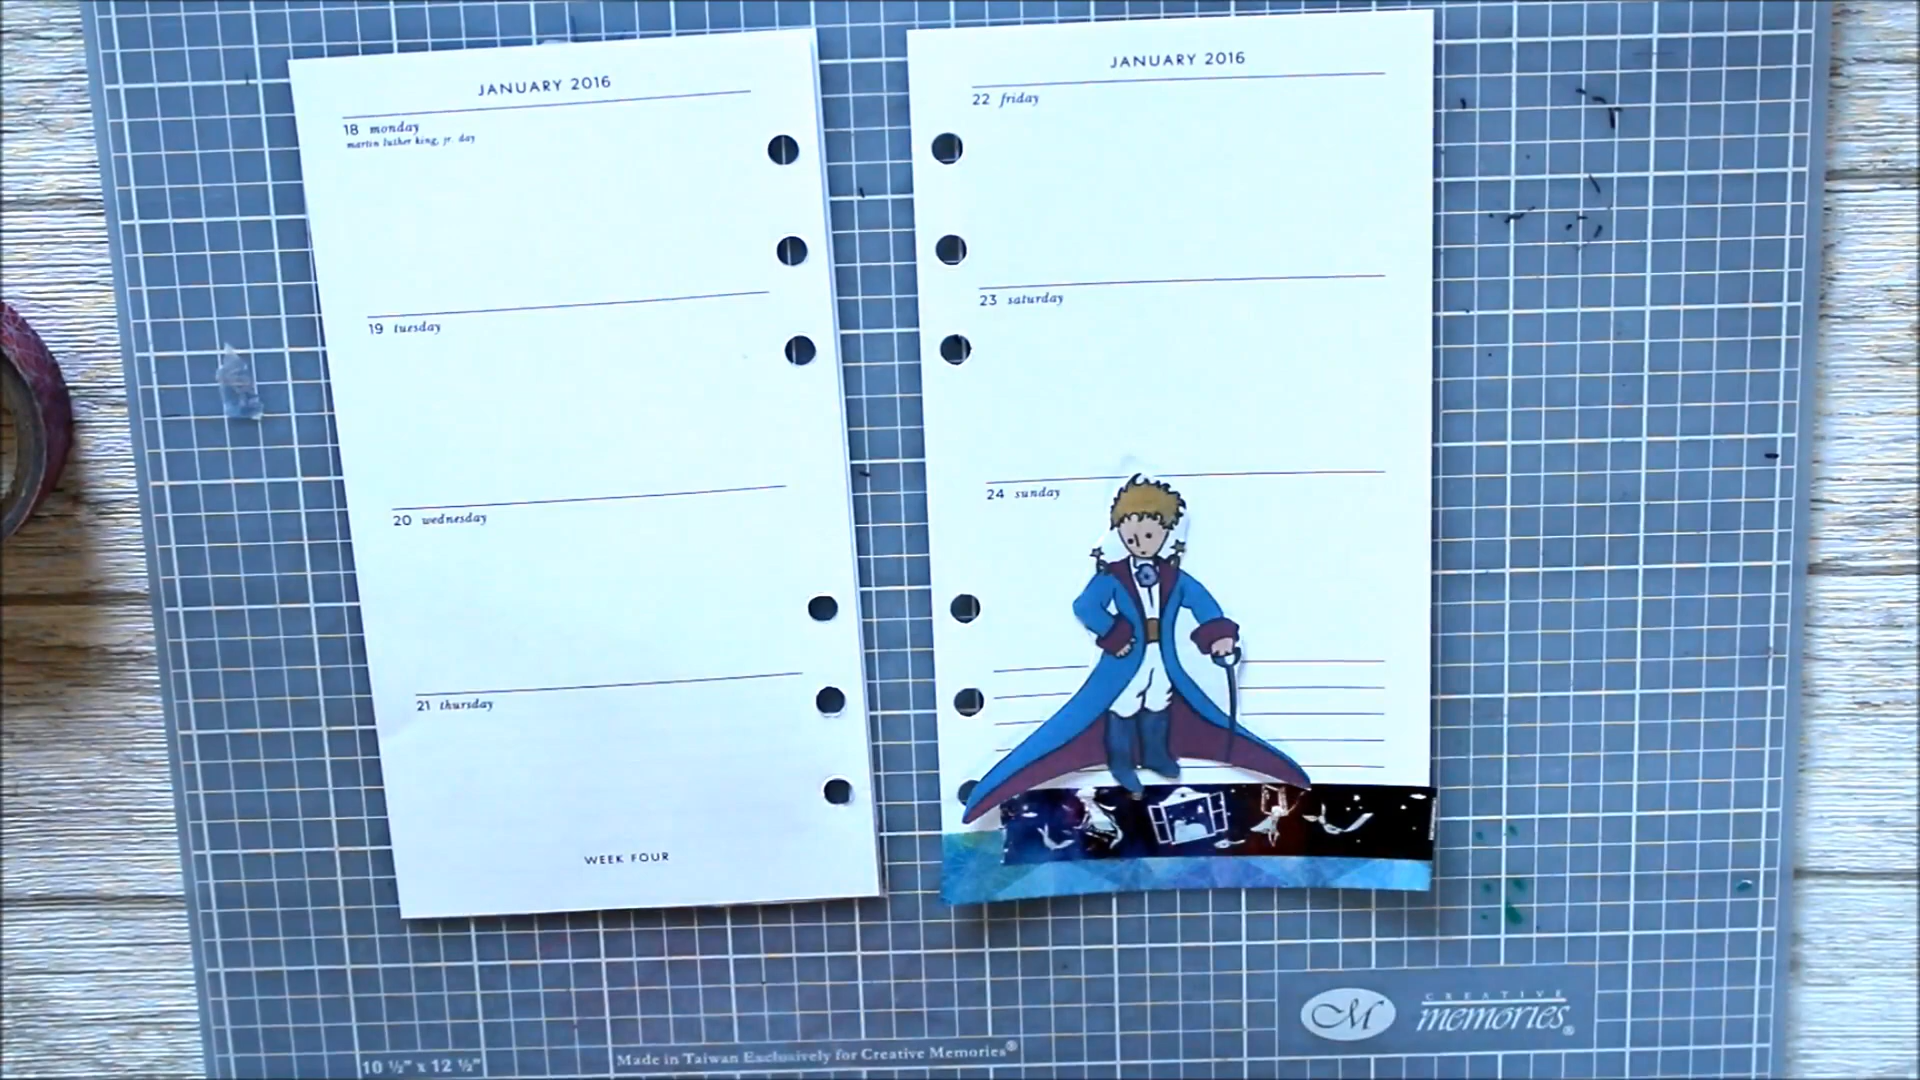 JANUARY 2016
18 monday
martin luther king, jr. day
19 tuesday
20 wednesday
21 thursday
WEEK FOUR
JANUARY 2016
22 friday
23 saturday
24 sunday
CREATIVE
memories®
10 ½" x 12 ½"
Made in Taiwan Exclusively for Creative Memories®